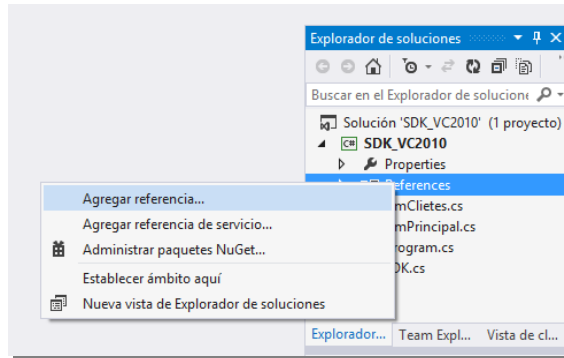 Explorador de soluciones
Buscar en el Explorador de
Solución 'SDK_VC2010' (1 proyecto)
C#
SDK_VC2010
Properties
References
mClietes.cs
mPrincipal.cs
ogram.cs
DK.cs
Agregar referencia...
Agregar referencia de servicio...
Administrar paquetes NuGet...
Establecer ámbito aquí
Nueva vista de Explorador de soluciones
Explorador... Team Expl... Vista de cl...